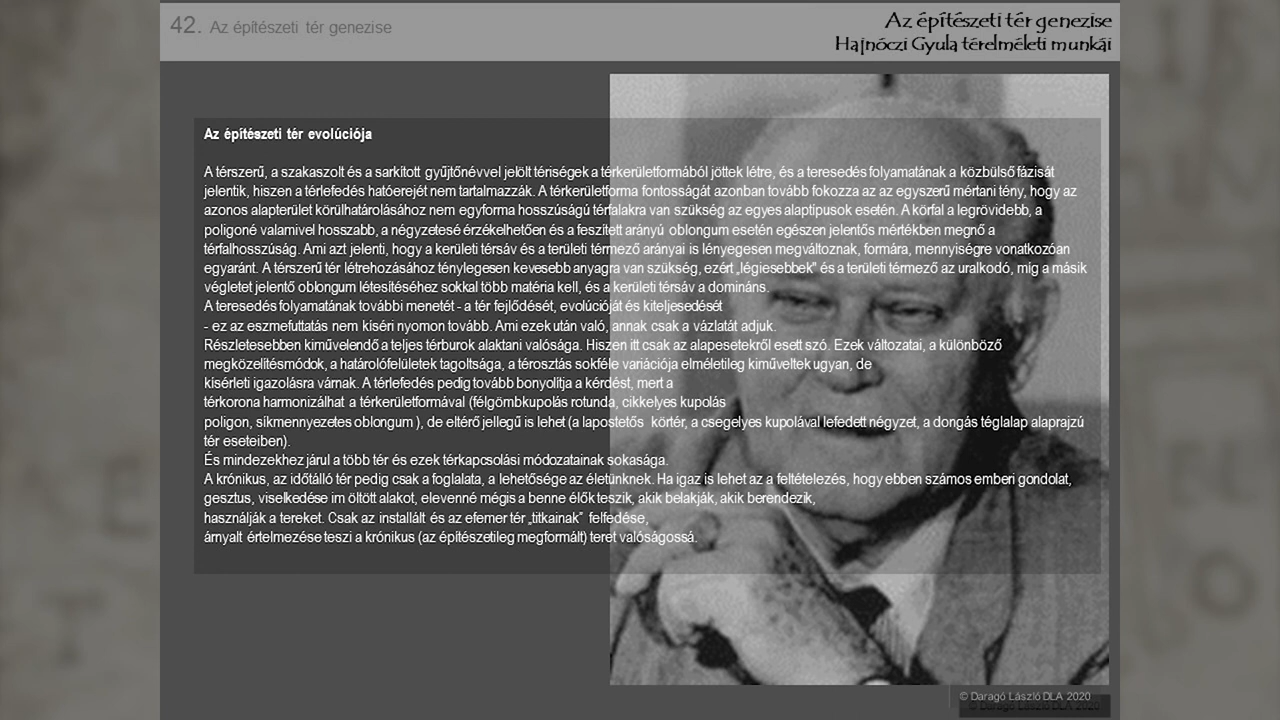 42. Az építészeti tér genezise
Az építészeti tér genezise
Hajnóczi Gyula térelméleti munkái
Az építészeti tér evolúciója
A térszerű, a szakaszolt és a sarkított gyűjtőnévvel jelölt tériségek a térkerületformából jöttek létre, és a teresedés folyamatának a közbülső fázisát
jelentik, hiszen a térlefedés hatóerejét nem tartalmazzák. A térkerületforma fontosságát azonban tovább fokozza az az egyszerű mértani tény, hogy az
azonos alapterület körülhatárolásához nem egyforma hosszúságú térfalakra van szükség az egyes alaptípusok esetén. A körfal a legrövidebb, a
poligoné valamivel hosszabb, a négyzetesé érzékelhetően és a feszített arányú oblongum esetén egészen jelentős mértékben megnő a
térfalhosszúság. Ami azt jelenti, hogy a kerületi térsáv és a területi térmező arányai is lényegesen megváltoznak, formára, mennyiségre vonatkozóan
egyaránt. A térszerű tér létrehozásához ténylegesen kevesebb anyagra van szükség, ezért „légiesebbek" és a területi térmező az uralkodó, míg a másik
végletet jelentő oblongum létesítéséhez sokkal több matéria kell, és a kerületi térsáv a domináns.
A teresedés folyamatának további menetét - a tér fejlődését, evolúcióját és kiteljesedését
- ez az eszmefuttatás nem kíséri nyomon tovább. Ami ezek után való, annak csak a vázlatát adjuk.
Részletesebben kiművelendő a teljes térburok alaktani valósága. Hiszen itt csak az alapesetekről esett szó. Ezek változatai, a különböző
megközelítésmódok, a határolófelületek tagoltsága, a térosztás sokféle variációja elméletileg kiműveltek ugyan, de
kísérleti igazolásra várnak. A térlefedés pedig tovább bonyolítja a kérdést, mert a
térkorona harmonizálhat a térkerületformával (félgömbkupolás rotunda, cikkelyes kupolás
poligon, síkmennyezetes oblongum ), de eltérő jellegű is lehet (a lapostetős körtér, a csegelyes kupolával lefedett négyzet, a dongás téglalap alaprajzú
tér eseteiben).
És mindezekhez járul a több tér és ezek térkapcsolási módozatainak sokasága.
A krónikus, az időtálló tér pedig csak a foglalata, a lehetősége az életünknek. Ha igaz is lehet az a feltételezés, hogy ebben számos emberi gondolat,
gesztus, viselkedése im öltött alakot, elevenné mégis a benne élők teszik, akik belakják, akik berendezik,
használják a tereket. Csak az installált és az efemer tér „titkainak” felfedése,
árnyalt értelmezése teszi a krónikus (az építészetileg megformált) teret valóságossá.
© Daragó László DLA 2020